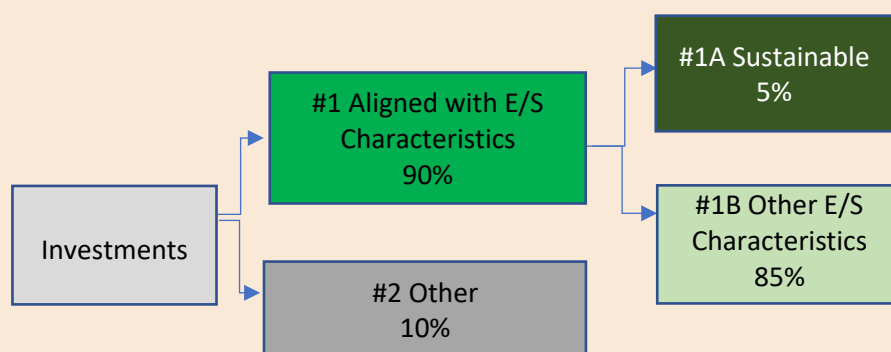 Investments
#1 Aligned with E/S
Characteristics
90%
#2 Other
10%
#1A Sustainable
5%
#1B Other E/S
Characteristics
85%